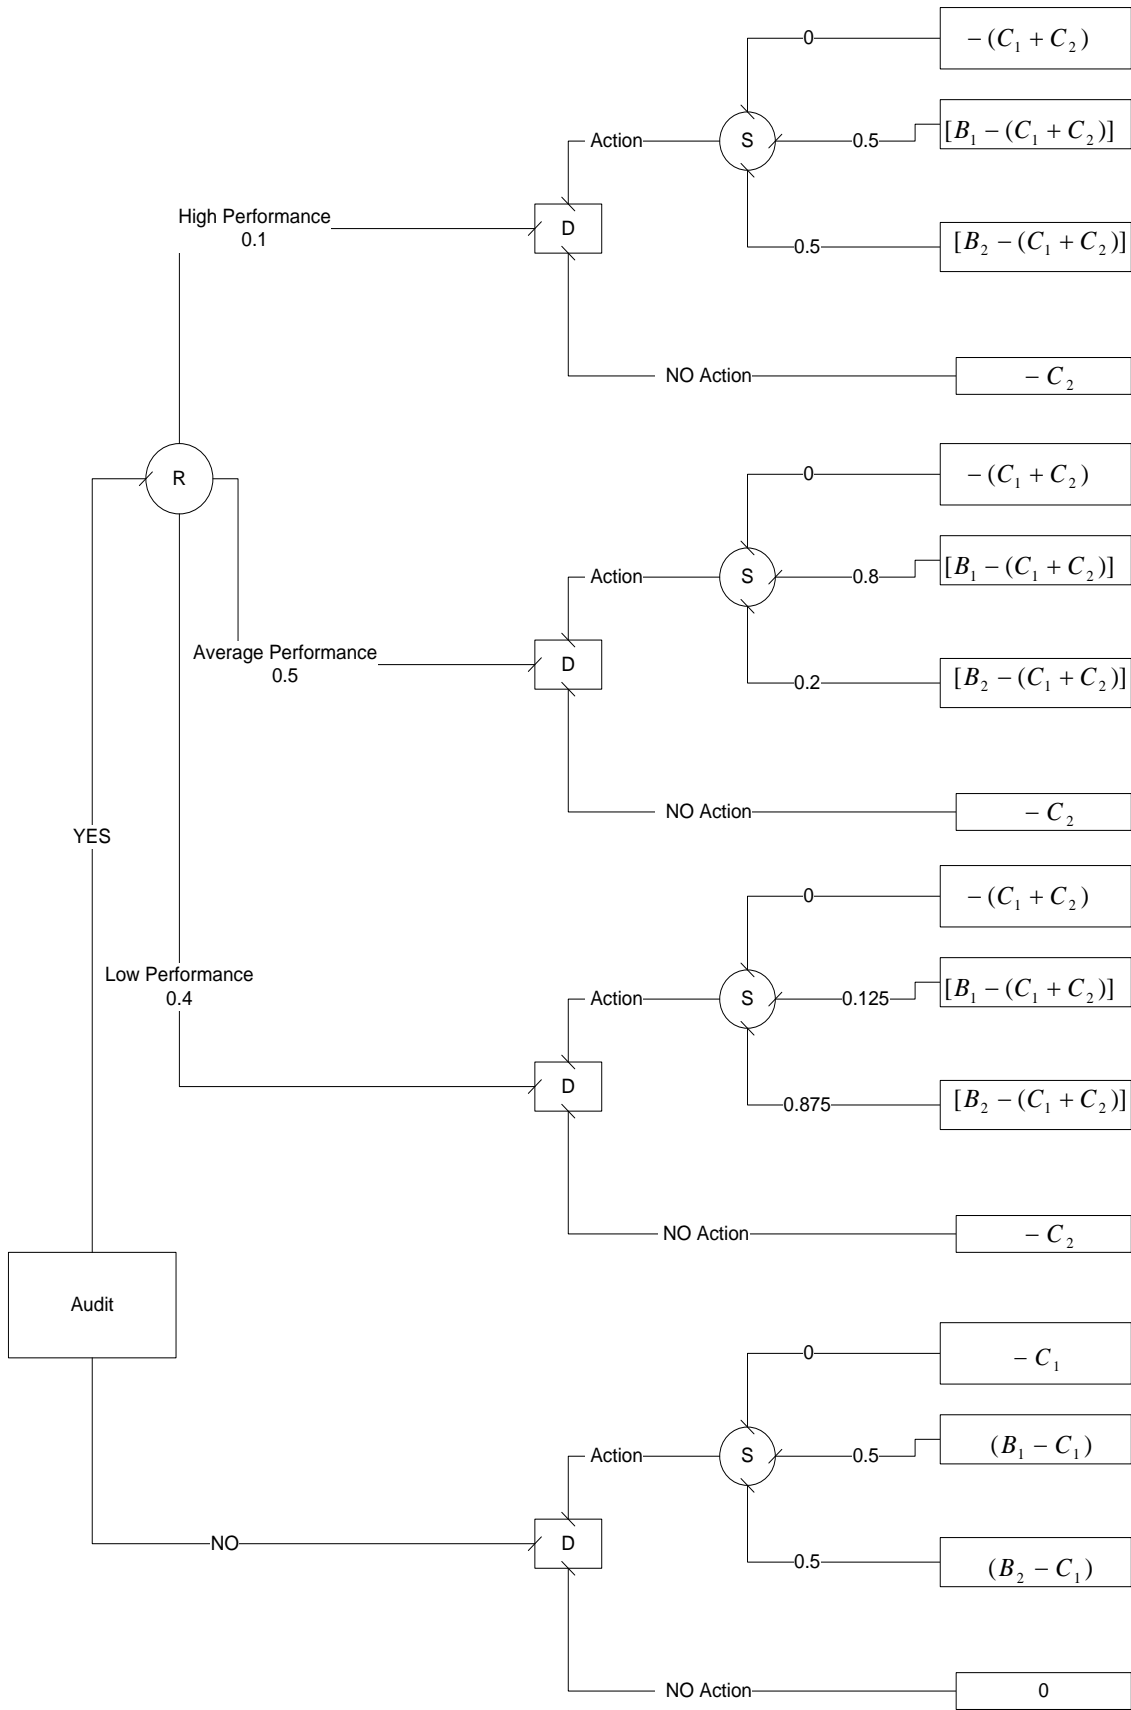 0
− (C₁ + C₂)
Action
S
0.5
[B₁ − (C₁ + C₂)]
High Performance
0.1
D
0.5
[B₂ − (C₁ + C₂)]
NO Action
− C₂
R
0
− (C₁ + C₂)
Action
S
0.8
[B₁ − (C₁ + C₂)]
Average Performance
0.5
D
0.2
[B₂ − (C₁ + C₂)]
NO Action
− C₂
YES
0
− (C₁ + C₂)
Low Performance
0.4
Action
S
0.125
[B₁ − (C₁ + C₂)]
D
0.875
[B₂ − (C₁ + C₂)]
NO Action
− C₂
Audit
0
− C₁
Action
S
0.5
(B₁ − C₁)
NO
D
0.5
(B₂ − C₁)
NO Action
0